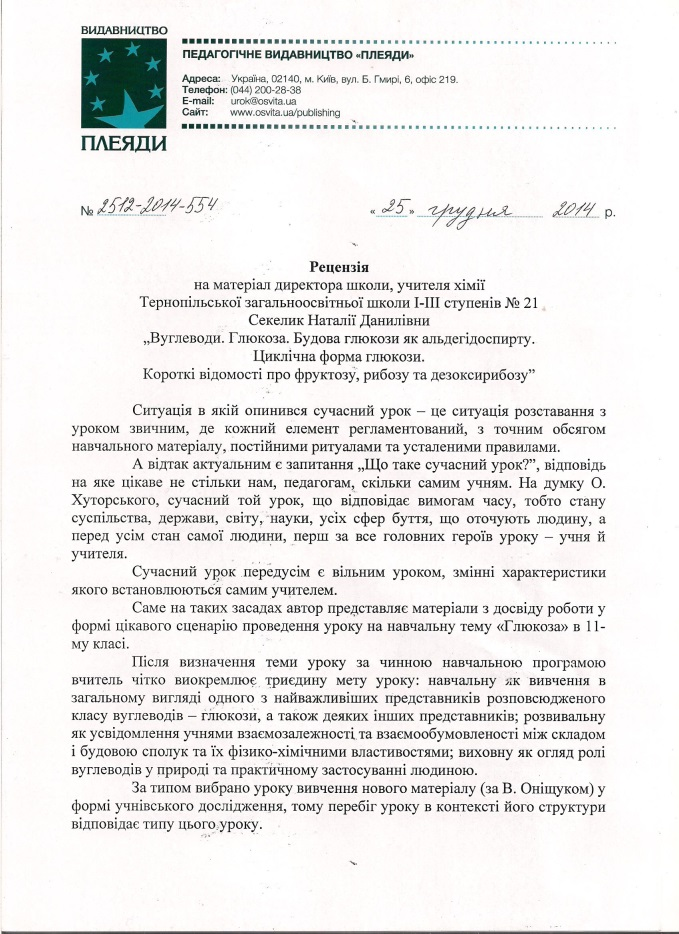 ВИДАВНИЦТВО
ПЛЕЯДИ
ПЕДАГОГІЧНЕ ВИДАВНИЦТВО «ПЛЕЯДИ»
Адреса: Україна, 02140, м. Київ, вул. Б. Гмирі, 6, офіс 219.
Телефон: (044) 200-28-38
E-mail: urok@osvita.ua
Сайт: www.osvita.ua/publishing
№ 2512-2014-554 « 25 » грудня 2014 р.
Рецензія
на матеріал директора школи, учителя хімії
Тернопільської загальноосвітньої школи І-ІІІ ступенів № 21
Секелик Наталії Данилівни
„Вуглеводи. Глюкоза. Будова глюкози як альдегідоспирту.
Циклічна форма глюкози.
Короткі відомості про фруктозу, рибозу та дезоксирибозу”
Ситуація в якій опинився сучасний урок – це ситуація розставання з
уроком звичним, де кожний елемент регламентований, з точним обсягом
навчального матеріалу, постійними ритуалами та усталеними правилами.
А відтак актуальним є запитання „Що таке сучасний урок?”, відповідь
на яке цікаве не стільки нам, педагогам, скільки самим учням. На думку О.
Хуторського, сучасний той урок, що відповідає вимогам часу, тобто стану
суспільства, держави, світу, науки, усіх сфер буття, що оточують людину, а
перед усім стан самої людини, перш за все головних героїв уроку – учня й
учителя.
Сучасний урок передусім є вільним уроком, змінні характеристики
якого встановлюються самим учителем.
Саме на таких засадах автор представляє матеріали з досвіду роботи у
формі цікавого сценарію проведення уроку на навчальну тему «Глюкоза» в 11-
му класі.
Після визначення теми уроку за чинною навчальною програмою
вчитель чітко виокремлює триєдину мету уроку: навчальну як вивчення в
загальному вигляді одного з найважливіших представників розповсюдженого
класу вуглеводів – глюкози, а також деяких інших представників; розвивальну
як усвідомлення учнями взаємозалежності та взаємообумовленості між складом
і будовою сполук та їх фізико-хімічними властивостями; виховну як огляд ролі
вуглеводів у природі та практичному застосуванні людиною.
За типом вибрано уроку вивчення нового матеріалу (за В. Оніщуком) у
формі учнівського дослідження, тому перебіг уроку в контексті його структури
відповідає типу цього уроку.